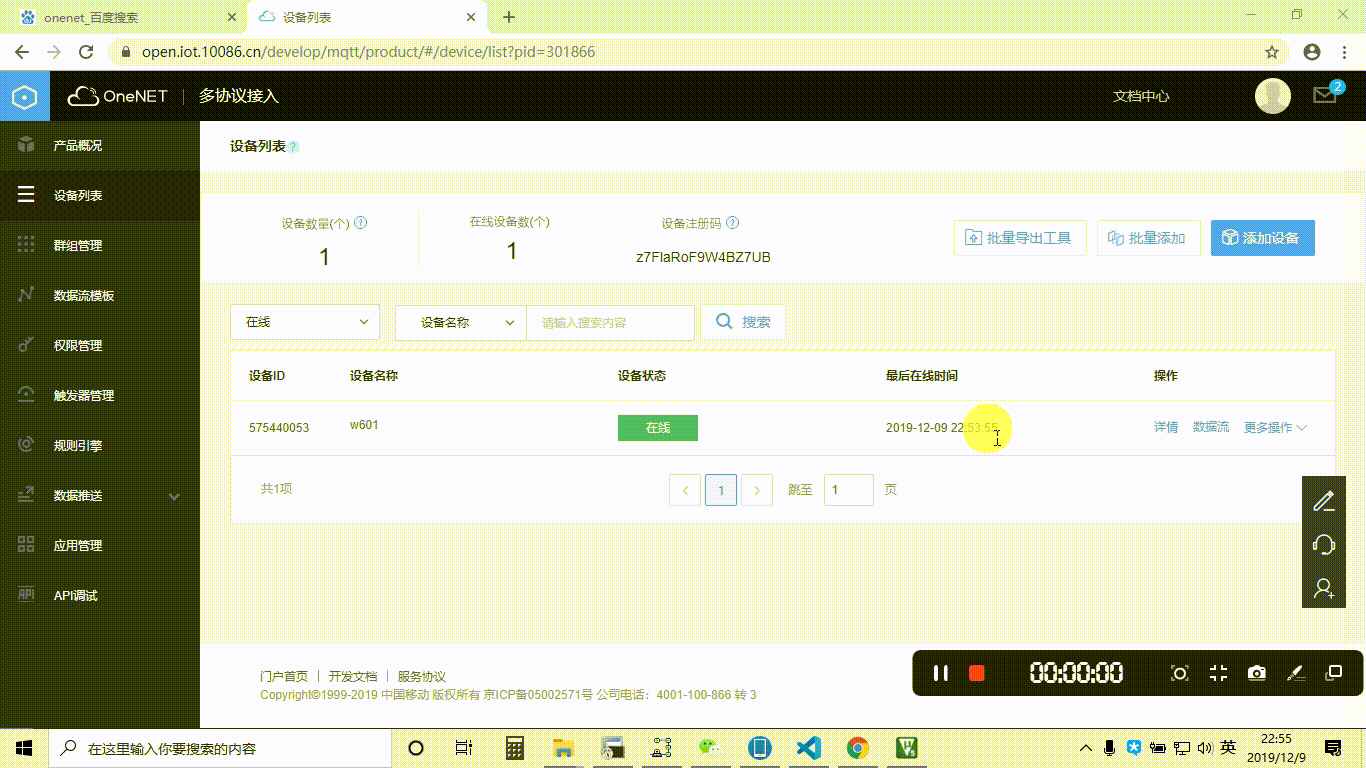 onenet_百度搜索
设备列表
open.iot.10086.cn/develop/mqtt/product/#/device/list?pid=301866
OneNET
多协议接入
文档中心
2
产品概况
设备列表
群组管理
数据流模板
权限管理
触发器管理
规则引擎
数据推送
应用管理
API
API调试
设备列表 ?
设备数量(个) ?
1
在线设备数(个)
1
设备注册码 ?
z7FlaRoF9W4BZ7UB
批量导出工具
批量添加
添加设备
在线
设备名称
请输入搜索内容
搜索
设备ID 设备名称 设备状态 最后在线时间 操作
575440053 w601 在线 2019-12-09 22:53:55 详情 数据流 更多操作
共1项
1
跳至 1 页
门户首页 | 开发文档 | 服务协议
Copyright©1999-2019 中国移动 版权所有 京ICP备05002571号 公司电话：4001-100-866 转 3
00:00:00
在这里输入你要搜索的内容
英
22:55
2019/12/9